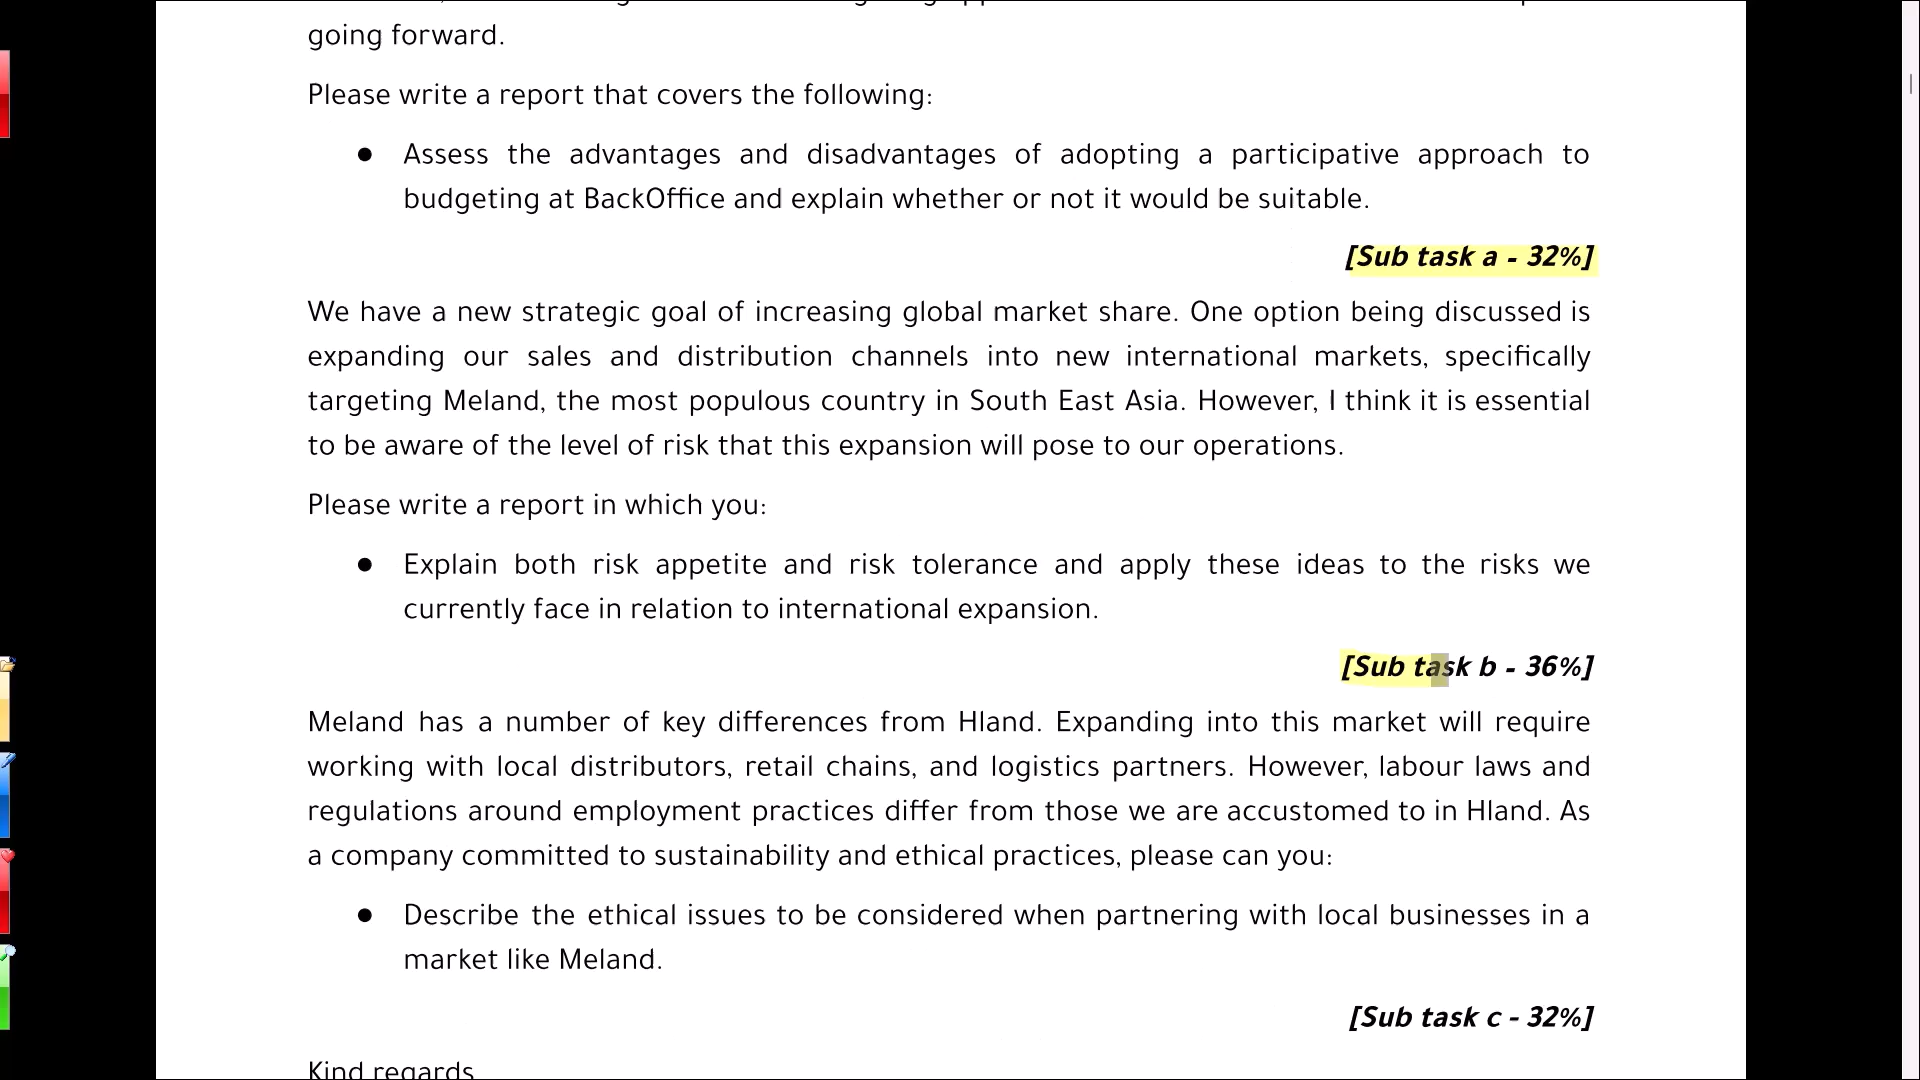 going forward.
Please write a report that covers the following:
● Assess the advantages and disadvantages of adopting a participative approach to
budgeting at BackOffice and explain whether or not it would be suitable.
[Sub task a - 32%]
We have a new strategic goal of increasing global market share. One option being discussed is
expanding our sales and distribution channels into new international markets, specifically
targeting Meland, the most populous country in South East Asia. However, I think it is essential
to be aware of the level of risk that this expansion will pose to our operations.
Please write a report in which you:
● Explain both risk appetite and risk tolerance and apply these ideas to the risks we
currently face in relation to international expansion.
[Sub task b - 36%]
Meland has a number of key differences from Hland. Expanding into this market will require
working with local distributors, retail chains, and logistics partners. However, labour laws and
regulations around employment practices differ from those we are accustomed to in Hland. As
a company committed to sustainability and ethical practices, please can you:
● Describe the ethical issues to be considered when partnering with local businesses in a
market like Meland.
[Sub task c - 32%]
Kind regards